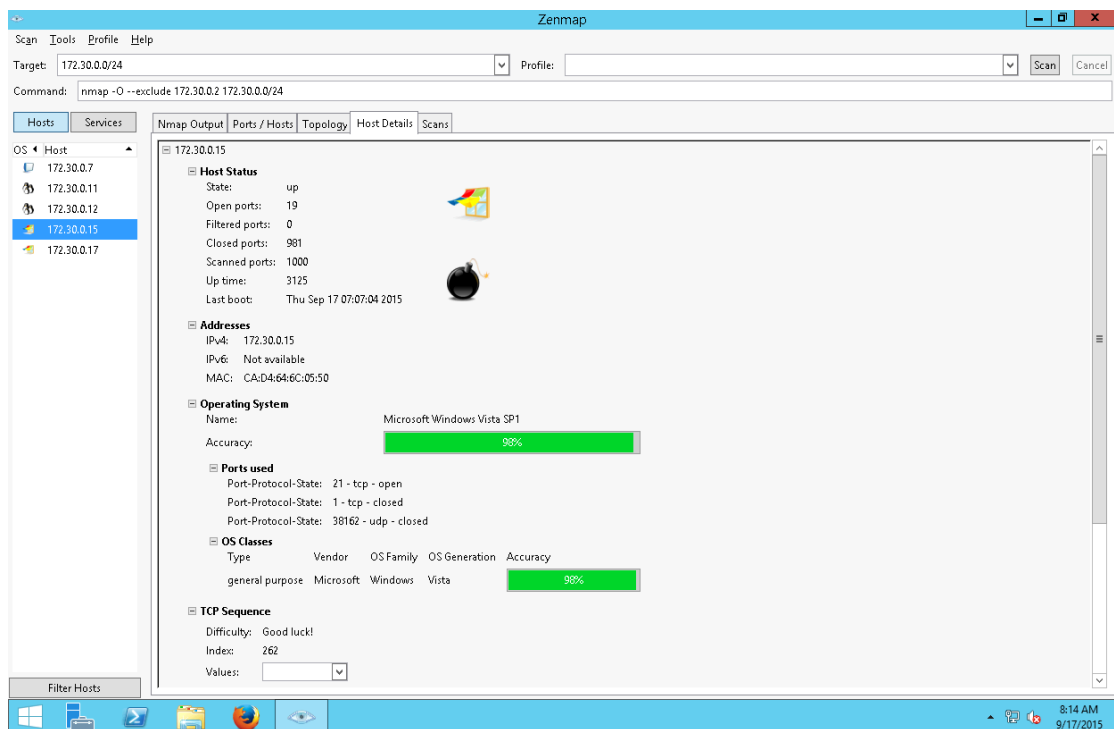 Zenmap
Scan Tools Profile Help
Target: 172.30.0.0/24 Profile: Scan Cancel
Command: nmap -O --exclude 172.30.0.2 172.30.0.0/24
Hosts Services Nmap Output Ports / Hosts Topology Host Details Scans
OS Host
172.30.0.7
172.30.0.11
172.30.0.12
172.30.0.15
172.30.0.17
172.30.0.15
Host Status
State: up
Open ports: 19
Filtered ports: 0
Closed ports: 981
Scanned ports: 1000
Up time: 3125
Last boot: Thu Sep 17 07:07:04 2015
Addresses
IPv4: 172.30.0.15
IPv6: Not available
MAC: CA:D4:64:6C:05:50
Operating System
Name: Microsoft Windows Vista SP1
Accuracy: 98%
Ports used
Port-Protocol-State: 21 - tcp - open
Port-Protocol-State: 1 - tcp - closed
Port-Protocol-State: 38162 - udp - closed
OS Classes
Type Vendor OS Family OS Generation Accuracy
general purpose Microsoft Windows Vista 98%
TCP Sequence
Difficulty: Good luck!
Index: 262
Values:
Filter Hosts
8:14 AM
9/17/2015